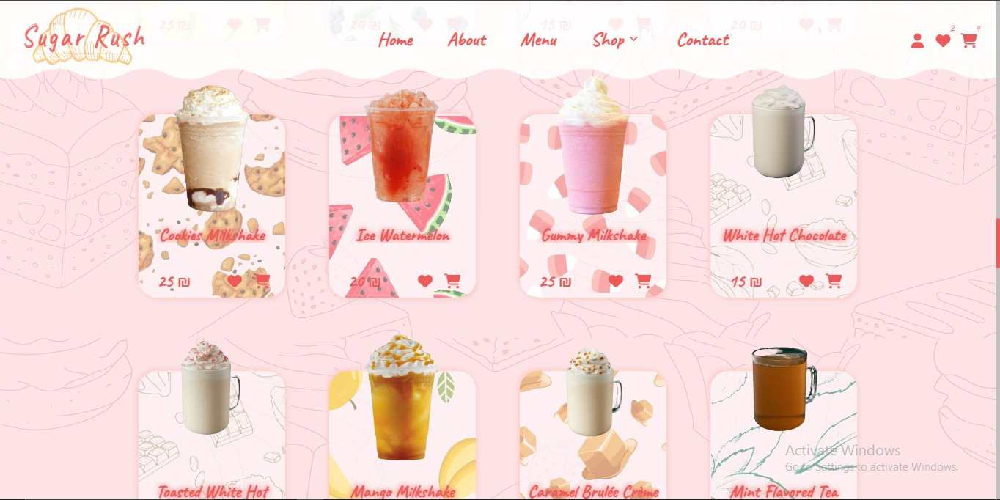 25 ₪
20 ₪
15 ₪
20 ₪
Sugar Rush
Home
About
Menu
Shop
Contact
2
4
Cookies Milkshake
Ice Watermelon
Gummy Milkshake
White Hot Chocolate
25 ₪
20 ₪
25 ₪
15 ₪
Toasted White Hot
Mango Milkshake
Caramel Brulée Crème
Mint Flavored Tea
Activate Windows
Go to Settings to activate Windows.